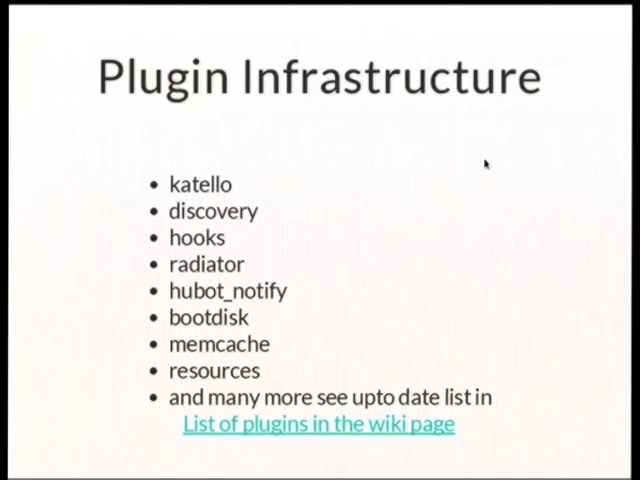 Plugin Infrastructure
katello
discovery
hooks
radiator
hubot_notify
bootdisk
memcache
resources
and many more see upto date list in
List of plugins in the wiki page